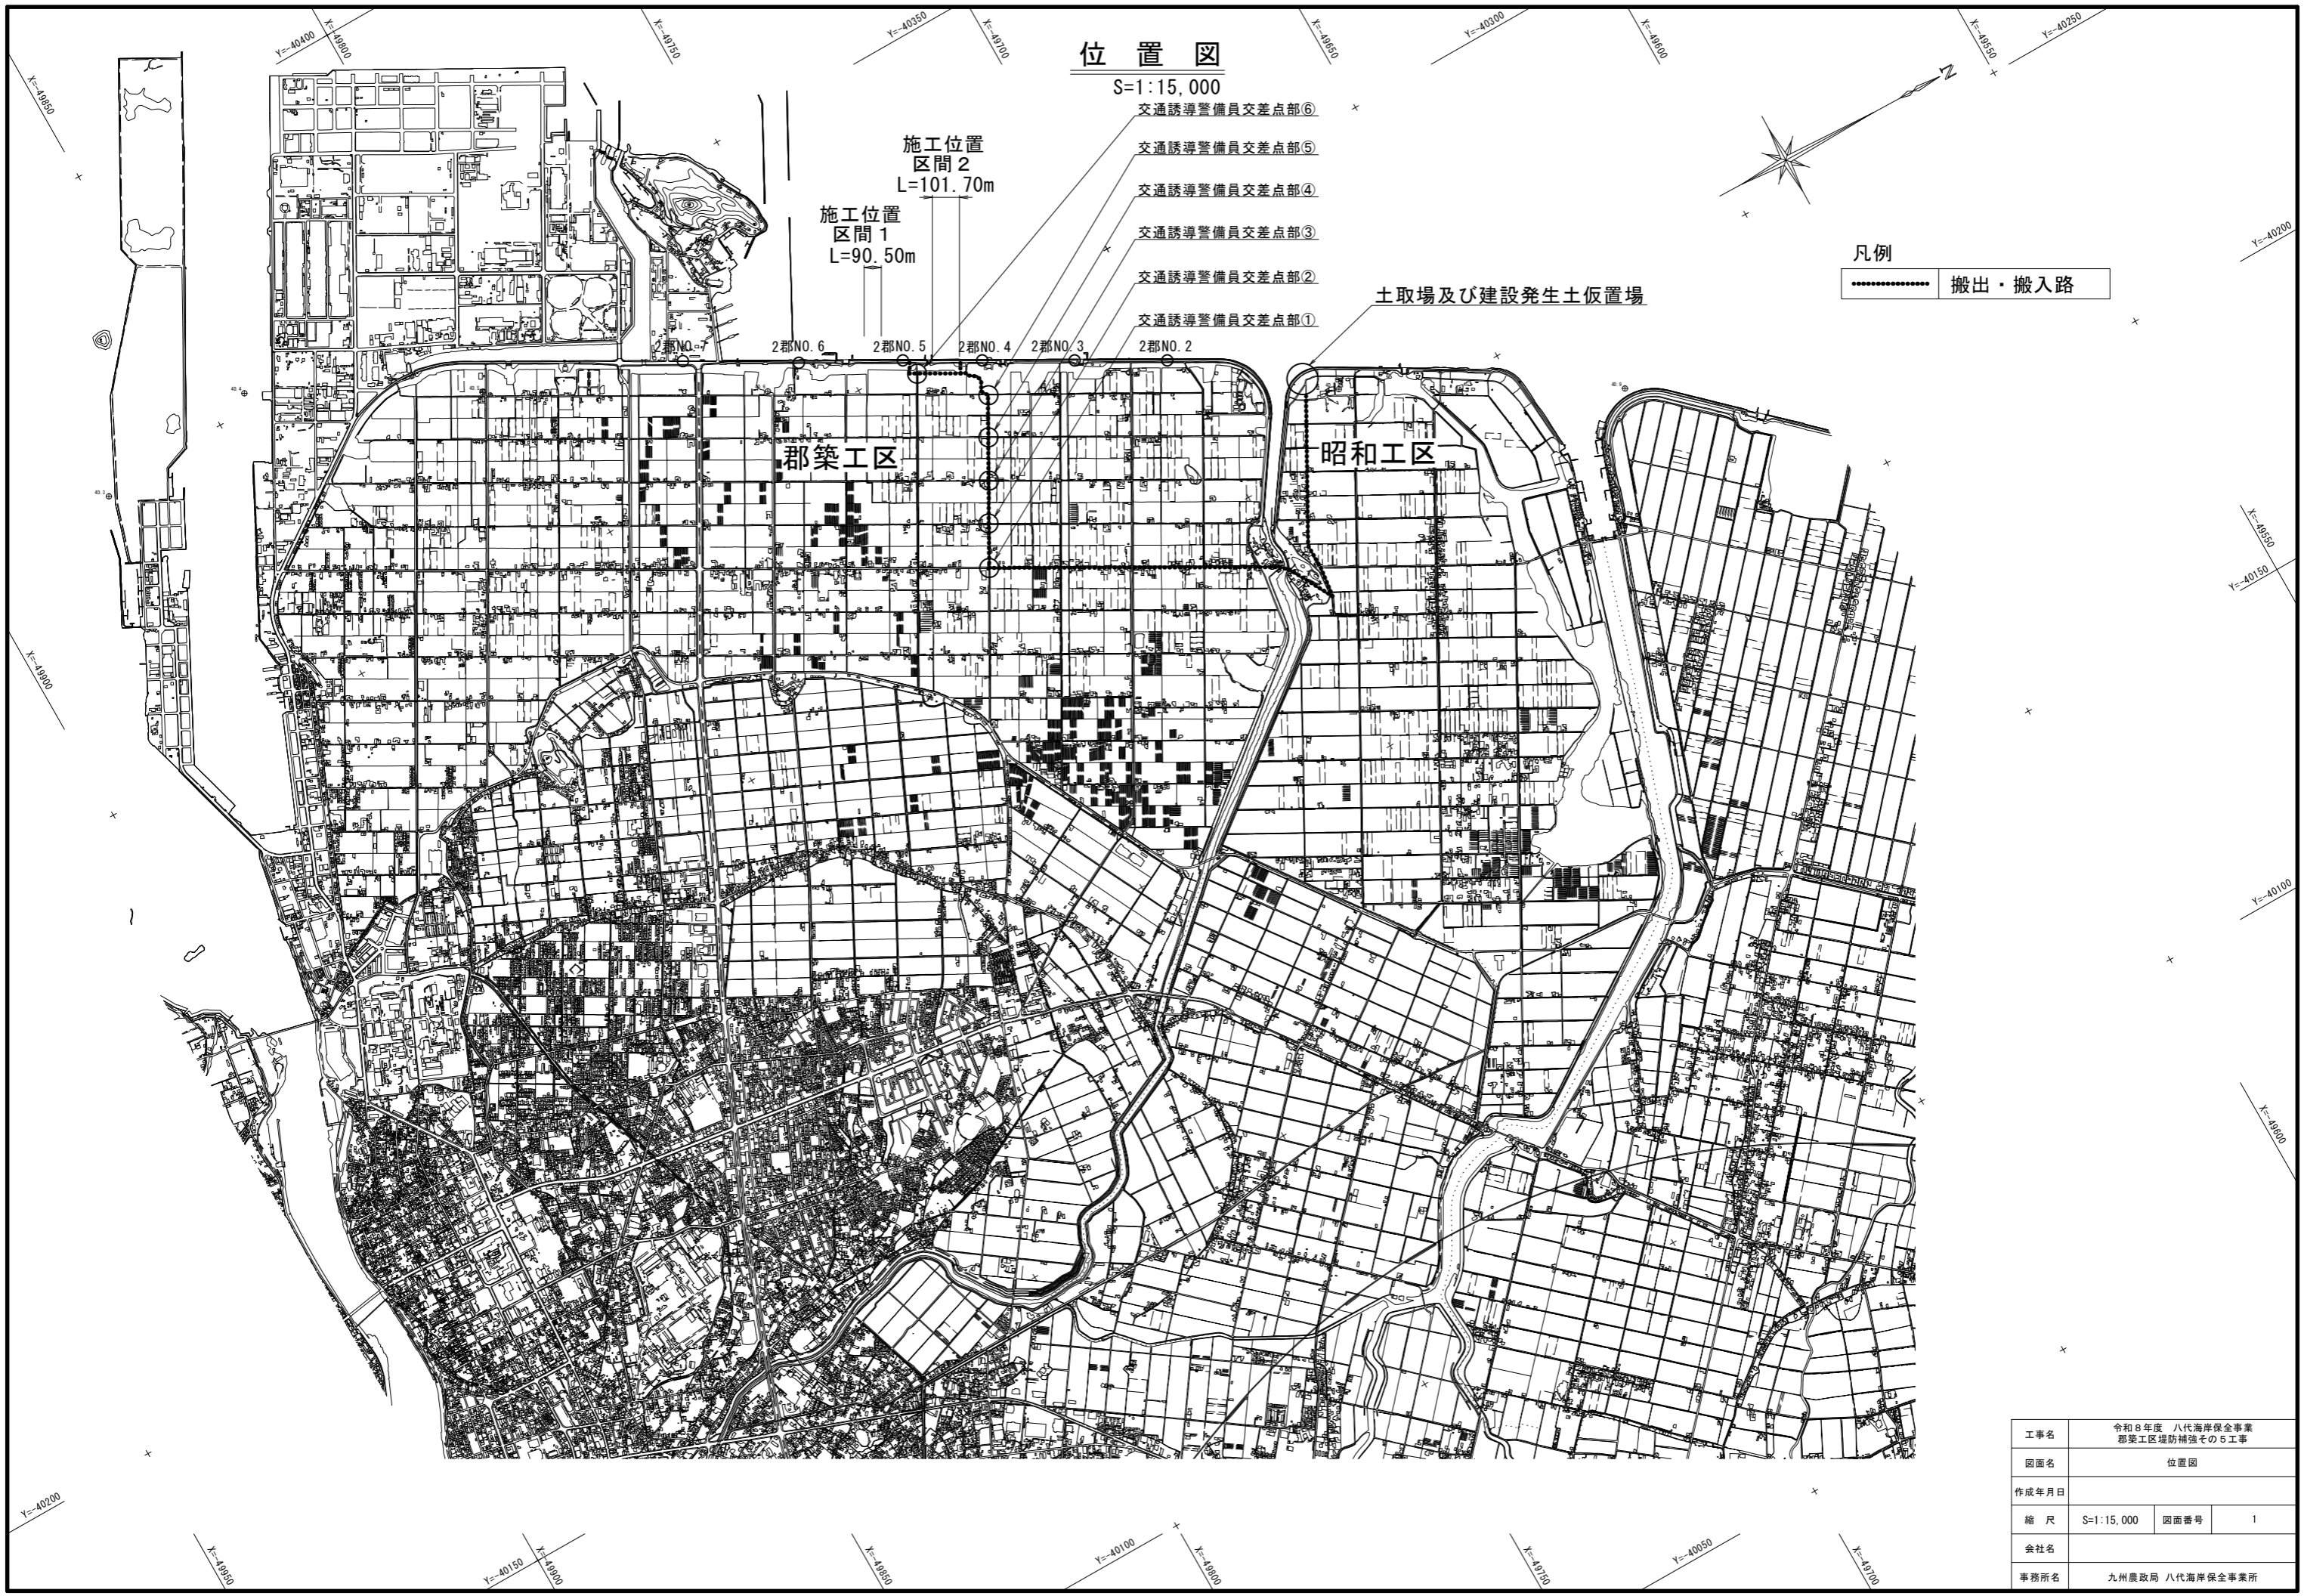 位 置 図
S=1:15,000
Y=-40400
X=-49800
X=-49750
Y=-40350
X=-49700
X=-49650
Y=-40300
X=-49600
X=-49550
Y=-40250
X=-49850
N
Y=-40200
交通誘導警備員交差点部⑥
交通誘導警備員交差点部⑤
交通誘導警備員交差点部④
交通誘導警備員交差点部③
交通誘導警備員交差点部②
交通誘導警備員交差点部①
施工位置
区間2
L=101.70m
施工位置
区間1
L=90.50m
凡例
搬出・搬入路
土取場及び建設発生土仮置場
2郡NO.7
2郡NO.6
2郡NO.5
2郡NO.4
2郡NO.3
2郡NO.2
郡築工区
昭和工区
X=-49550
Y=-40150
X=-49900
Y=-40100
X=-49600
Y=-40200
X=-49950
Y=-40150
X=-49900
X=-49850
Y=-40100
X=-49800
X=-49750
Y=-40050
X=-49700
工事名 令和8年度 八代海岸保全事業
郡築工区堤防補強その5工事
図面名 位置図
作成年月日
縮 尺 S=1:15,000 図面番号 1
会社名
事務所名 九州農政局 八代海岸保全事業所